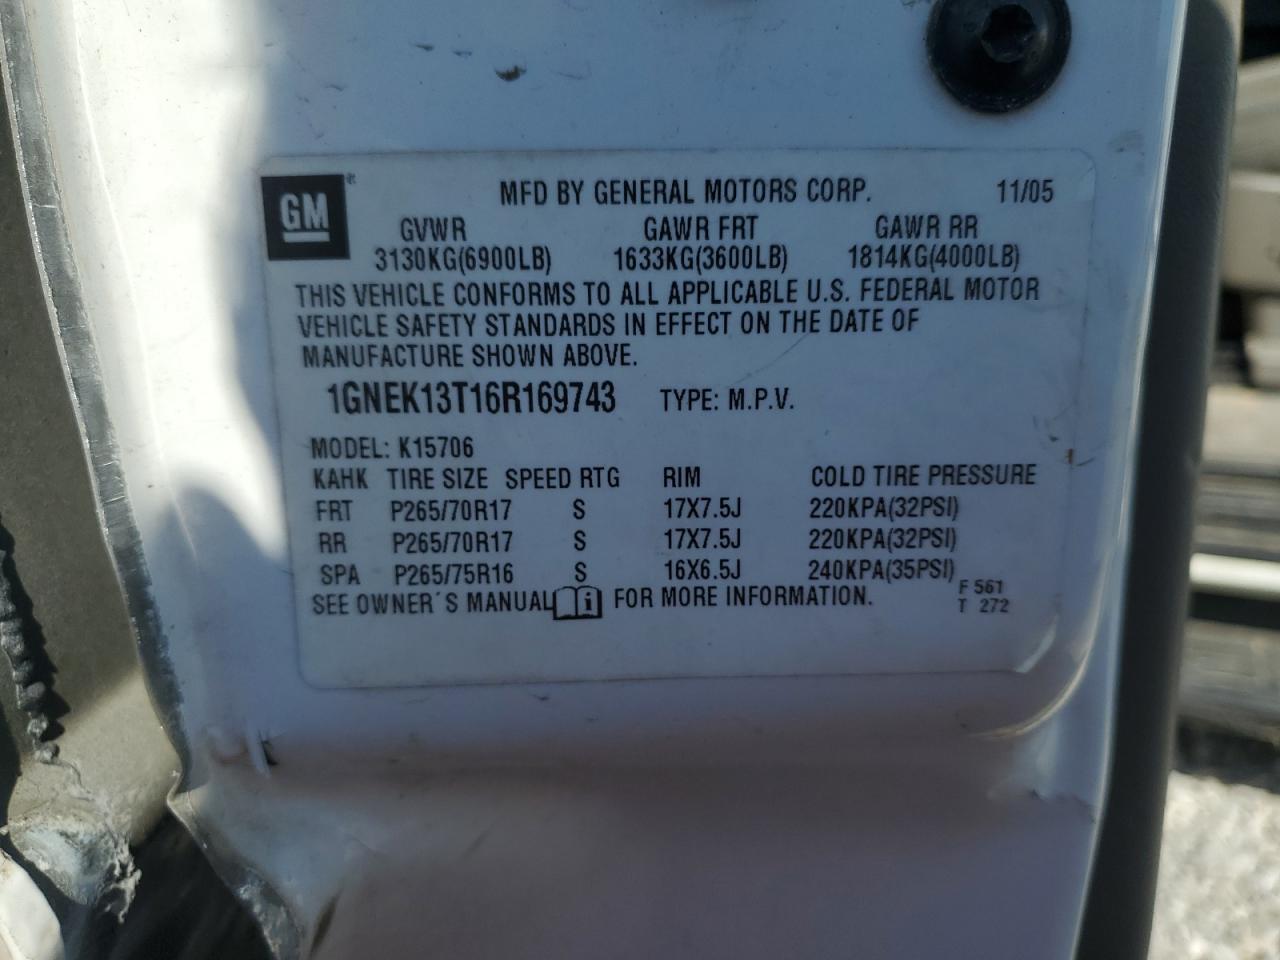 GM® MFD BY GENERAL MOTORS CORP. 11/05
GVWR GAWR FRT GAWR RR
3130KG(6900LB) 1633KG(3600LB) 1814KG(4000LB)
THIS VEHICLE CONFORMS TO ALL APPLICABLE U.S. FEDERAL MOTOR
VEHICLE SAFETY STANDARDS IN EFFECT ON THE DATE OF
MANUFACTURE SHOWN ABOVE.
1GNEK13T16R169743 TYPE: M.P.V.
MODEL: K15706
KAHK TIRE SIZE SPEED RTG RIM COLD TIRE PRESSURE
FRT P265/70R17 S 17X7.5J 220KPA(32PSI)
RR P265/70R17 S 17X7.5J 220KPA(32PSI)
SPA P265/75R16 S 16X6.5J 240KPA(35PSI)
SEE OWNER´S MANUAL i FOR MORE INFORMATION. F 561
T 272